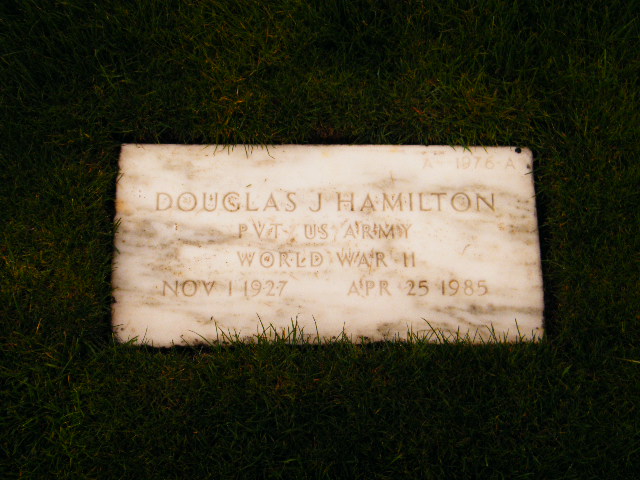 1976-A
DOUGLAS J HAMILTON
PVT US ARMY
WORLD WAR II
NOV 1 1927 APR 25 1985